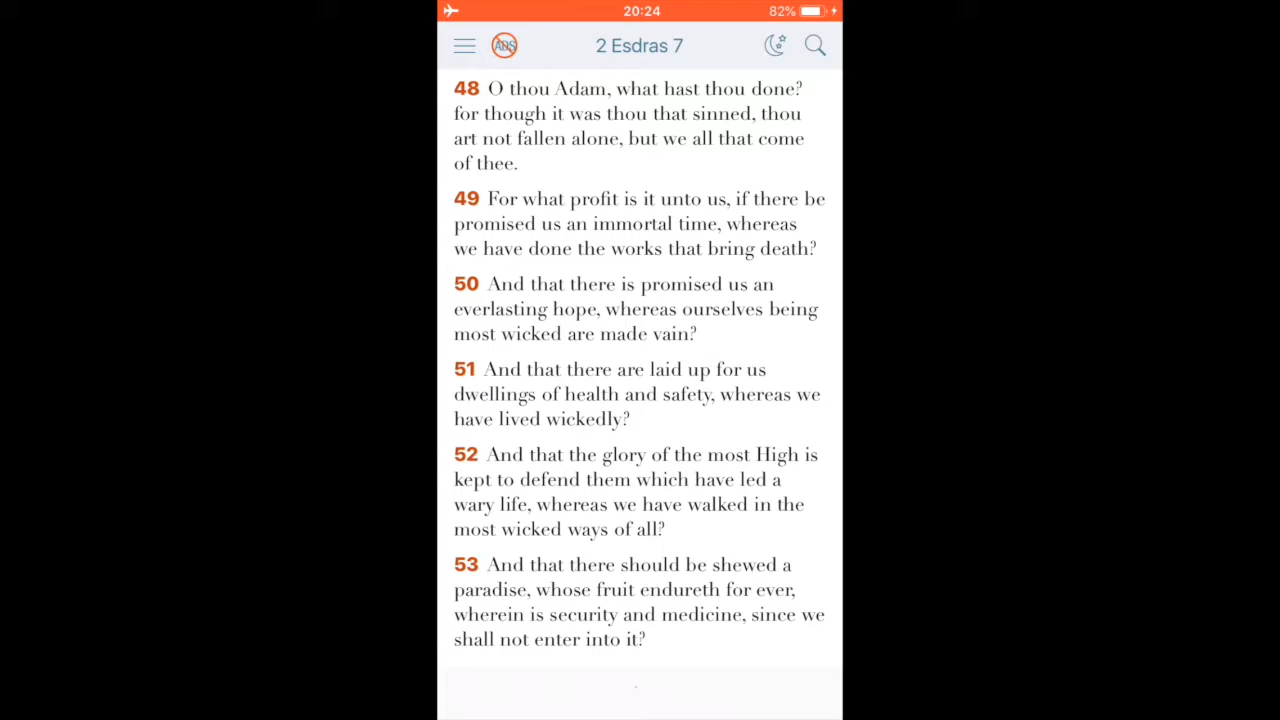 20:24
82%
ADS
2 Esdras 7
48 O thou Adam, what hast thou done?
for though it was thou that sinned, thou
art not fallen alone, but we all that come
of thee.
49 For what profit is it unto us, if there be
promised us an immortal time, whereas
we have done the works that bring death?
50 And that there is promised us an
everlasting hope, whereas ourselves being
most wicked are made vain?
51 And that there are laid up for us
dwellings of health and safety, whereas we
have lived wickedly?
52 And that the glory of the most High is
kept to defend them which have led a
wary life, whereas we have walked in the
most wicked ways of all?
53 And that there should be shewed a
paradise, whose fruit endureth for ever,
wherein is security and medicine, since we
shall not enter into it?